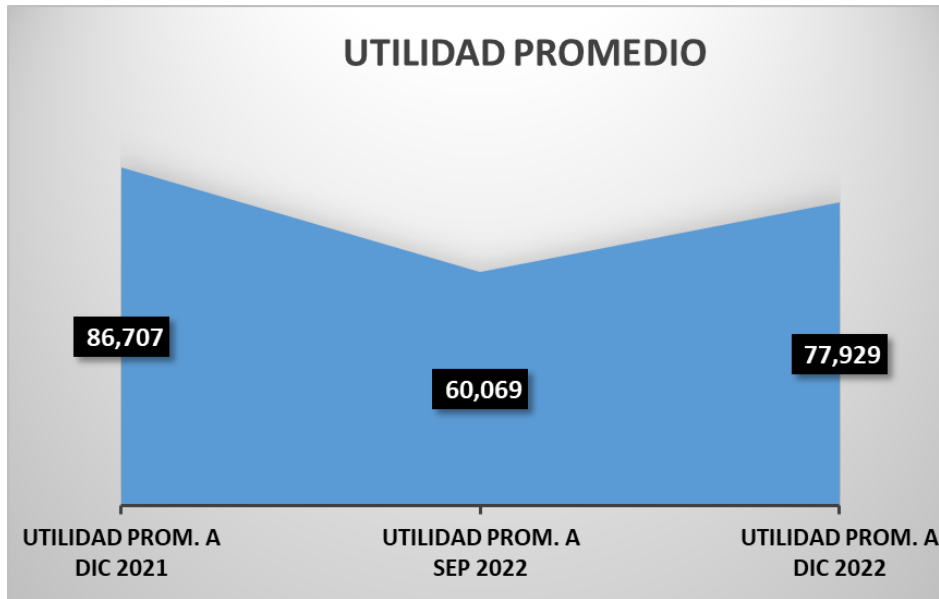 UTILIDAD PROMEDIO
86,707
60,069
77,929
UTILIDAD PROM. A
DIC 2021
UTILIDAD PROM. A
SEP 2022
UTILIDAD PROM. A
DIC 2022